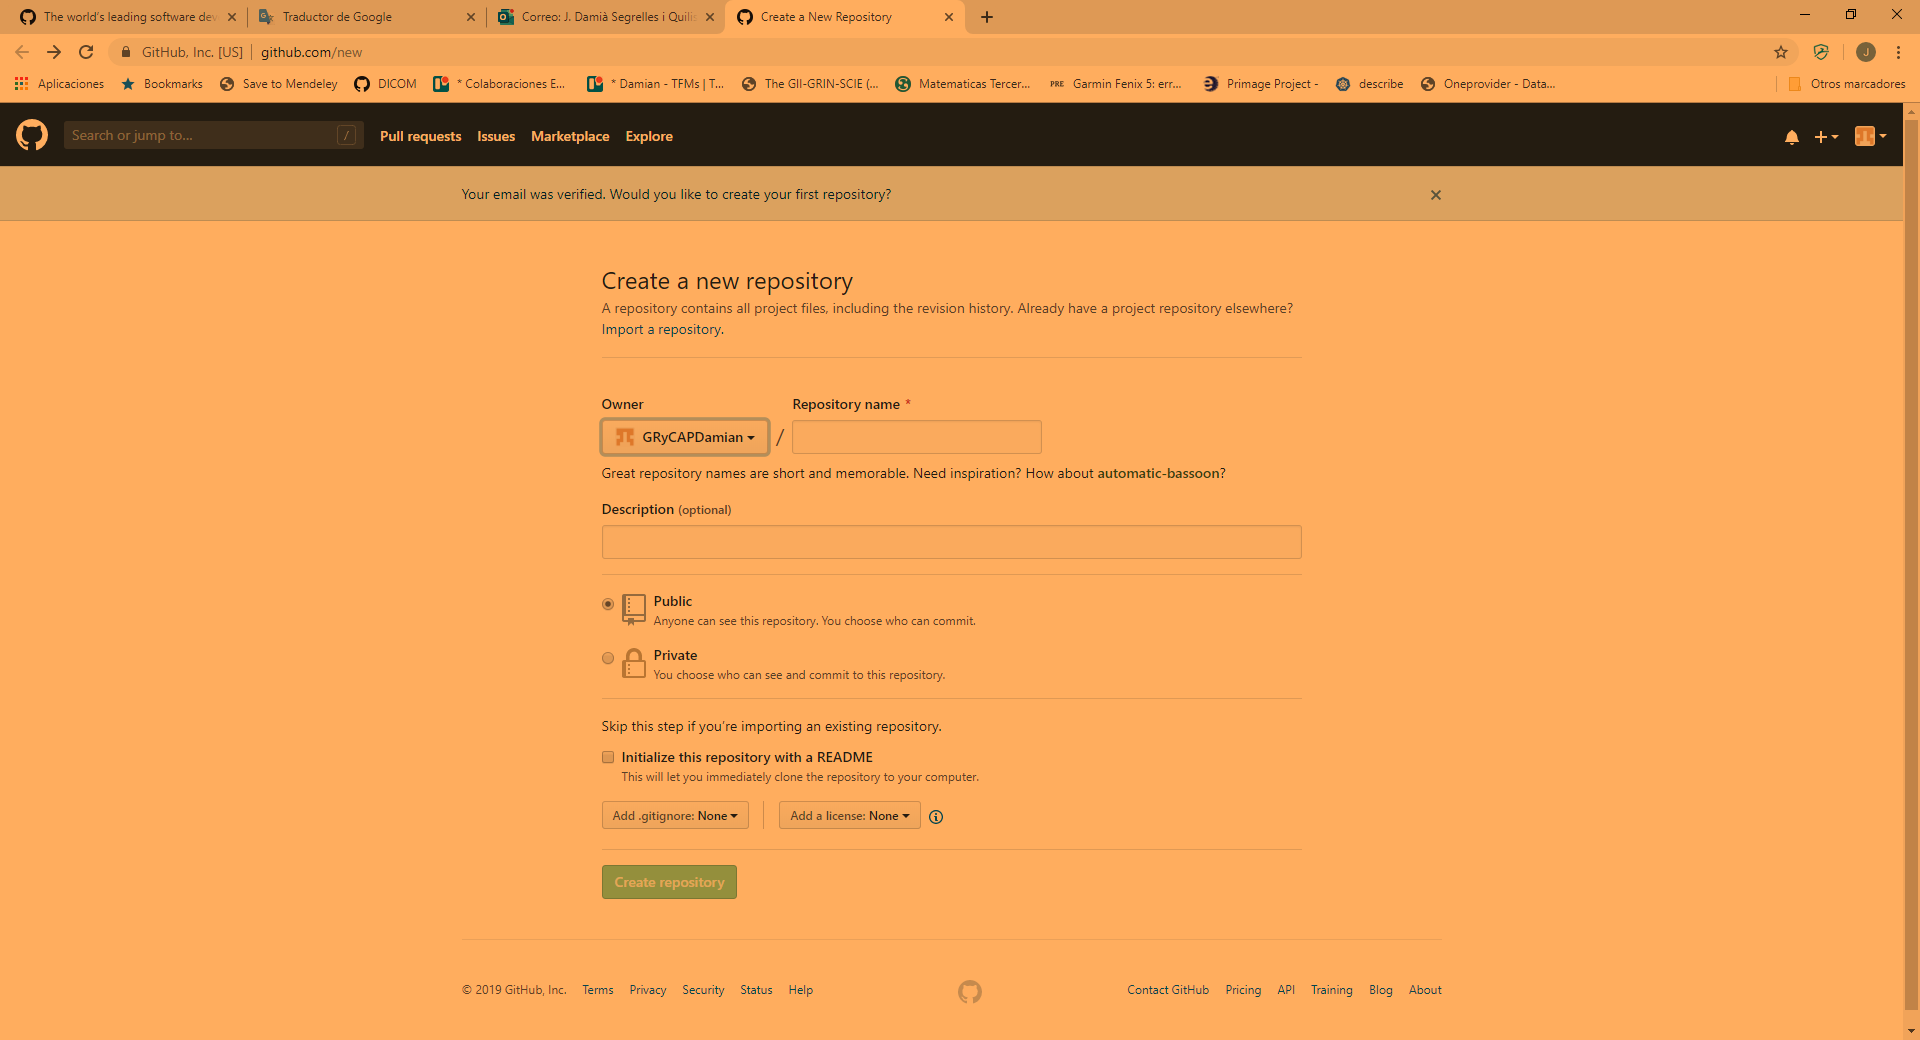 The world's leading software dev
Traductor de Google
Correo: J. Damià Segrelles i Quilis
Create a New Repository
GitHub, Inc. [US] | github.com/new
J
Aplicaciones
Bookmarks
Save to Mendeley
DICOM
* Colaboraciones E...
* Damian - TFMs | T...
The GII-GRIN-SCIE (...
Matematicas Tercer...
PRE
Garmin Fenix 5: err...
Primage Project -
describe
Oneprovider - Data...
Otros marcadores
Search or jump to...
/
Pull requests
Issues
Marketplace
Explore
Your email was verified. Would you like to create your first repository?
Create a new repository
A repository contains all project files, including the revision history. Already have a project repository elsewhere?
Import a repository.
Owner
Repository name *
GRyCAPDamian /
Great repository names are short and memorable. Need inspiration? How about automatic-bassoon?
Description (optional)
Public
Anyone can see this repository. You choose who can commit.
Private
You choose who can see and commit to this repository.
Skip this step if you're importing an existing repository.
Initialize this repository with a README
This will let you immediately clone the repository to your computer.
Add .gitignore: None
Add a license: None
Create repository
© 2019 GitHub, Inc.
Terms
Privacy
Security
Status
Help
Contact GitHub
Pricing
API
Training
Blog
About